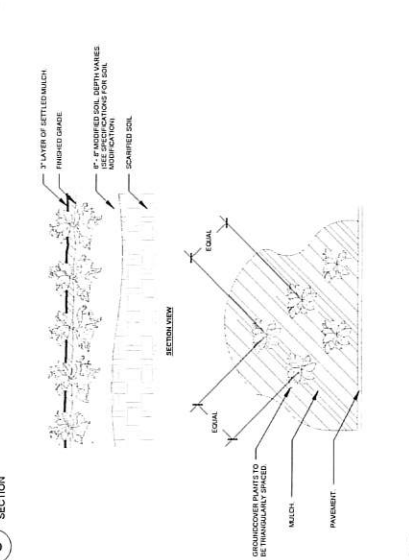 SECTION
3" LAYER OF SETTLED MULCH.
FINISHED GRADE.
6" - 8" MODIFIED SOIL. DEPTH VARIES.
(SEE SPECIFICATIONS FOR SOIL
MODIFICATION)
SCARIFIED SOIL
SECTION VIEW
EQUAL
EQUAL
GROUNDCOVER PLANTS TO
BE TRIANGULARLY SPACED.
MULCH.
PAVEMENT.